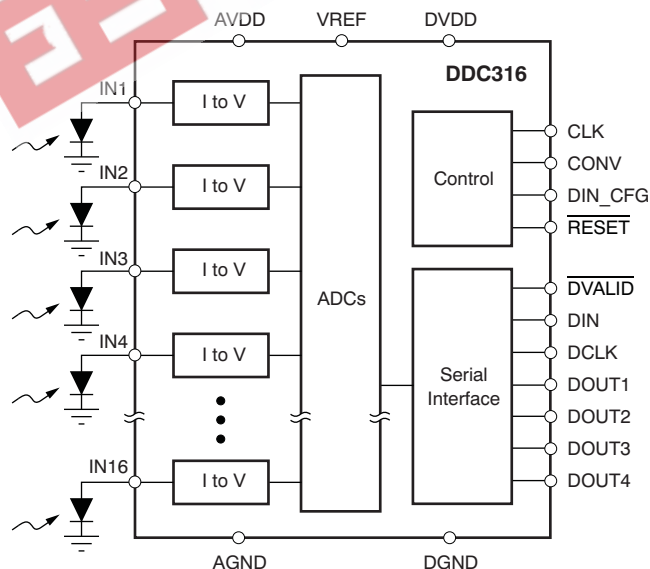 AVDD VREF DVDD
DDC316
IN1 I to V
IN2 I to V
IN3 I to V
IN4 I to V
IN16 I to V
ADCs
Control
CLK
CONV
DIN_CFG
RESET
Serial
Interface
DVALID
DIN
DCLK
DOUT1
DOUT2
DOUT3
DOUT4
AGND DGND